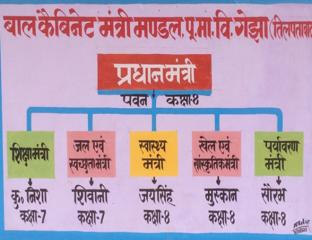 बाल कैबिनेट मंत्री मण्डल, पू.मा.वि. गेझा
प्रधानमंत्री
पवन कक्षा-8
शिक्षामंत्री
जल एवं स्वच्छतामंत्री
स्वास्थ्य मंत्री
खेल एवं सांस्कृतिकमंत्री
पर्यावरण मंत्री
कु० निशा
कक्षा-7
शिवानी
कक्षा-7
जयसिंह
कक्षा-8
मुस्कान
कक्षा-8
सौरभ
कक्षा-8